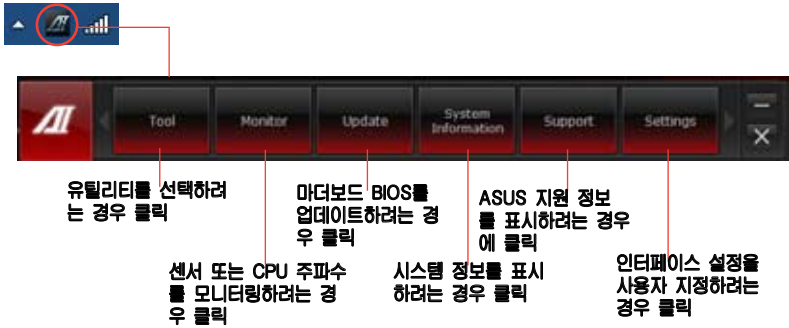 Tool
Monitor
Update
System
Information
Support
Settings
유틸리티를 선택하려
는 경우 클릭
마더보드 BIOS를
업데이트하려는 경
우 클릭
ASUS 지원 정보
를 표시하려는 경우
에 클릭
센서 또는 CPU 주파수
를 모니터링하려는 경
우 클릭
시스템 정보를 표시
하려는 경우 클릭
인터페이스 설정을
사용자 지정하려는
경우 클릭